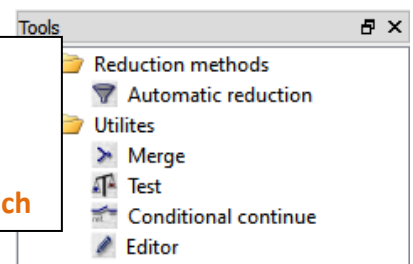 Tools
Reduction methods
Automatic reduction
Utilites
Merge
Test
ch
Conditional continue
Editor